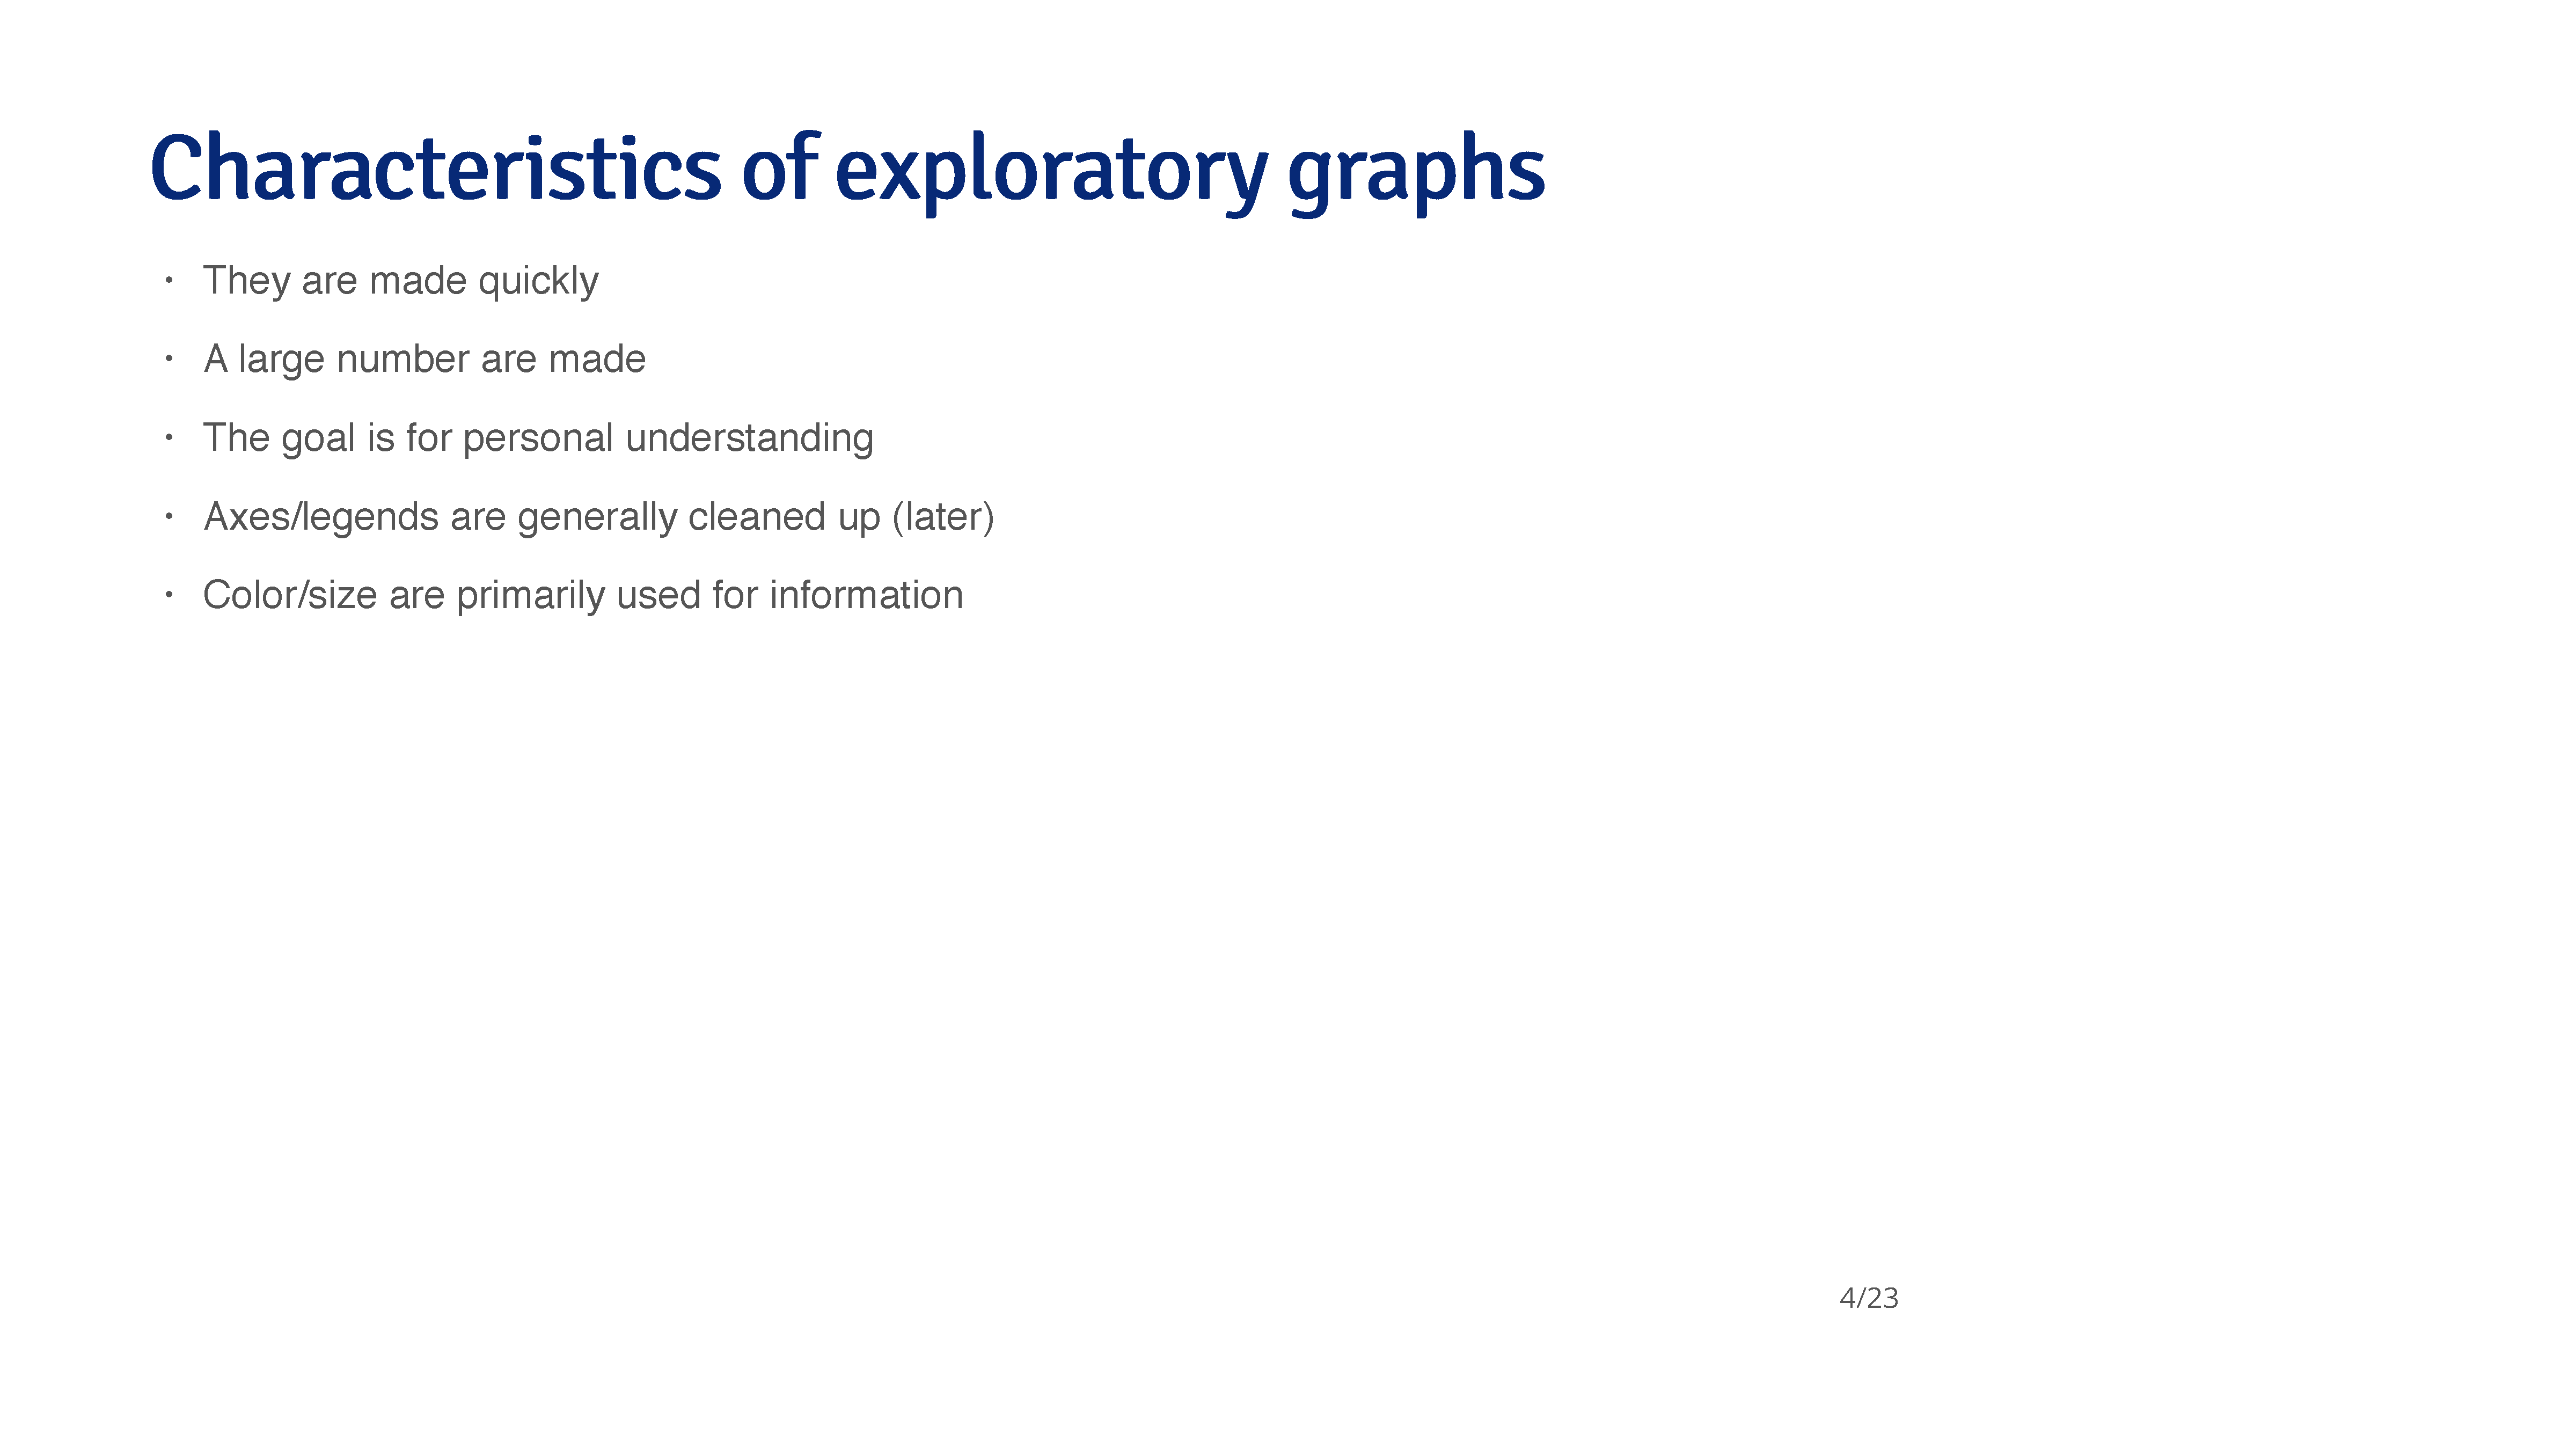 Characteristics of exploratory graphs
· They are made quickly
· A large number are made
· The goal is for personal understanding
· Axes/legends are generally cleaned up (later)
· Color/size are primarily used for information
4/23